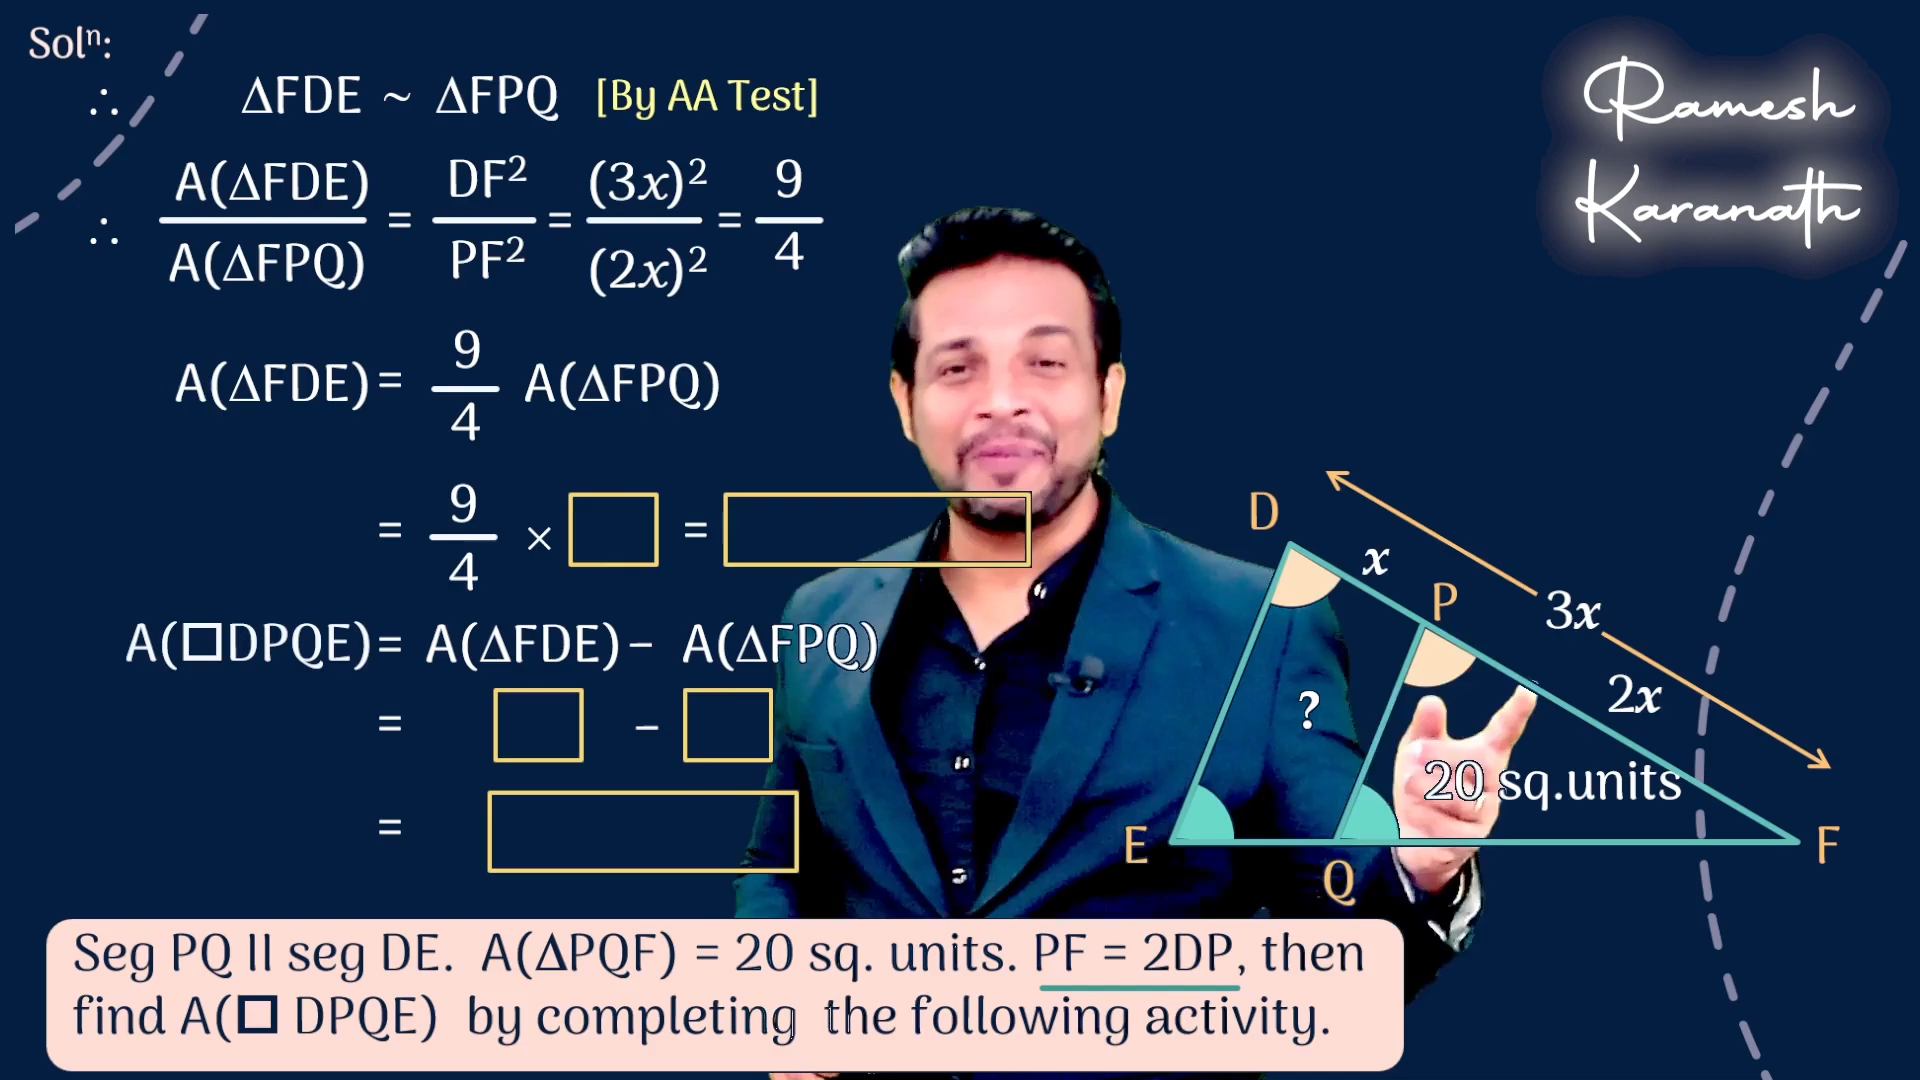 Solⁿ:
∴ ΔFDE ~ ΔFPQ [By AA Test]
∴ A(ΔFDE) / A(ΔFPQ) = DF² / PF² = (3x)² / (2x)² = 9 / 4
A(ΔFDE) = 9 / 4 A(ΔFPQ)
= 9 / 4 × □ = □
A(□DPQE) = A(ΔFDE) − A(ΔFPQ)
= □ − □
= □
Ramesh
Karanath
D
x
P
3x
2x
?
20 sq.units
E
Q
F
Seg PQ ll seg DE. A(ΔPQF) = 20 sq. units. PF = 2DP, then
find A(□ DPQE) by completing the following activity.